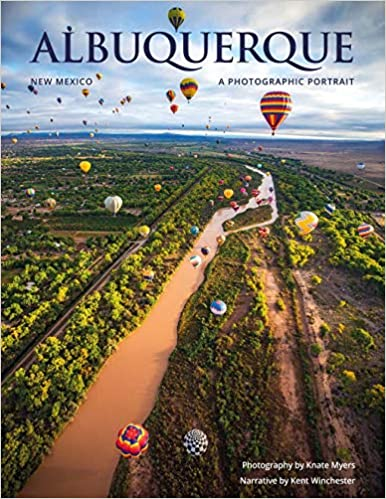 ALBUQUERQUE
NEW MEXICO A PHOTOGRAPHIC PORTRAIT
Photography by Knate Myers
Narrative by Kent Winchester